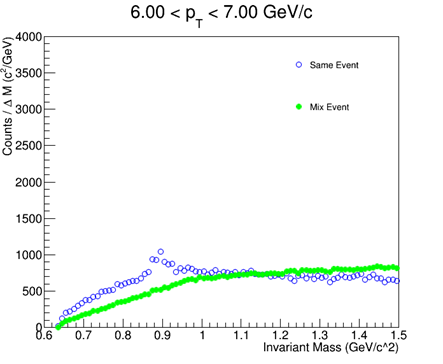 6.00 < p_T < 7.00 GeV/c
Counts / Δ M (c²/GeV)
4000
3500
3000
2500
2000
1500
1000
500
0
Same Event
Mix Event
0.6 0.7 0.8 0.9 1 1.1 1.2 1.3 1.4 1.5
Invariant Mass (GeV/c^2)